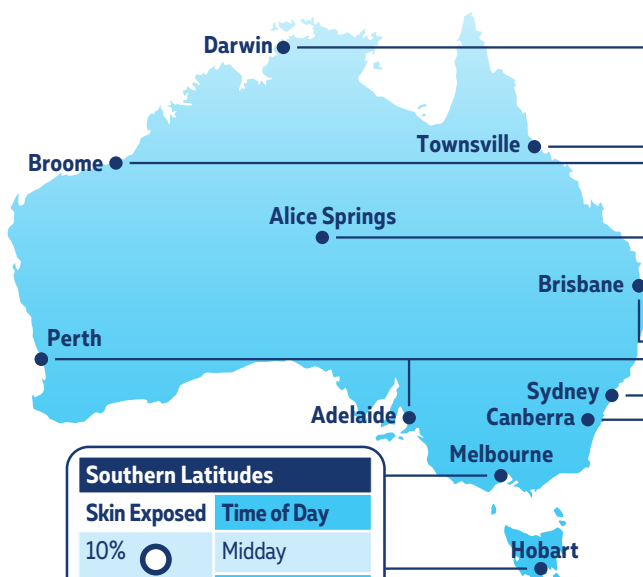 Darwin
Townsville
Broome
Alice Springs
Brisbane
Perth
Sydney
Adelaide
Canberra
Melbourne
Southern Latitudes
Skin Exposed Time of Day
10% Midday
Hobart